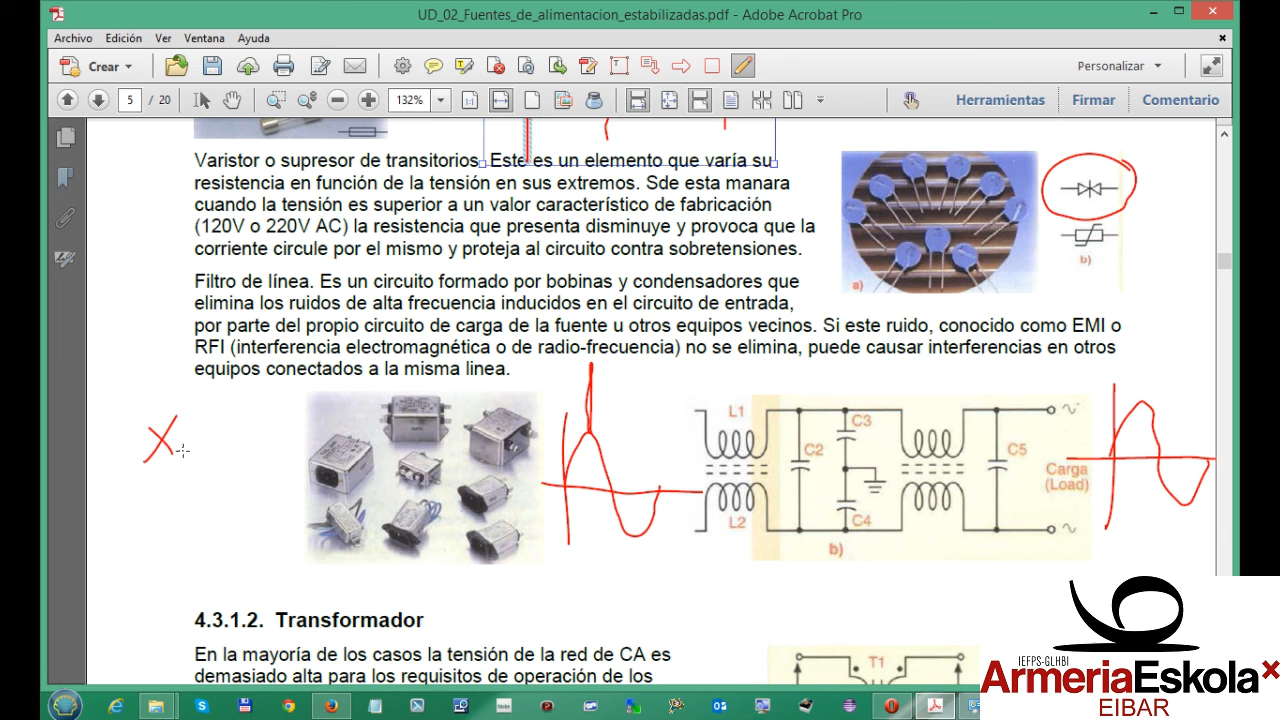 UD_02_Fuentes_de_alimentacion_estabilizadas.pdf - Adobe Acrobat Pro
Archivo Edición Ver Ventana Ayuda
Crear
Personalizar
5 / 20
132%
Herramientas Firmar Comentario
Varistor o supresor de transitorios. Este es un elemento que varía su
resistencia en función de la tensión en sus extremos. Sde esta manara
cuando la tensión es superior a un valor característico de fabricación
(120V o 220V AC) la resistencia que presenta disminuye y provoca que la
corriente circule por el mismo y proteja al circuito contra sobretensiones.
a)
b)
Filtro de línea. Es un circuito formado por bobinas y condensadores que
elimina los ruidos de alta frecuencia inducidos en el circuito de entrada,
por parte del propio circuito de carga de la fuente u otros equipos vecinos. Si este ruido, conocido como EMI o
RFI (interferencia electromagnética o de radio-frecuencia) no se elimina, puede causar interferencias en otros
equipos conectados a la misma linea.
X
L1
C3
C2
C5
Carga
(Load)
L2
C4
b)
4.3.1.2. Transformador
En la mayoría de los casos la tensión de la red de CA es
demasiado alta para los requisitos de operación de los
T1
IEFPS-GLHBI
ArmeriaEskola
EIBAR